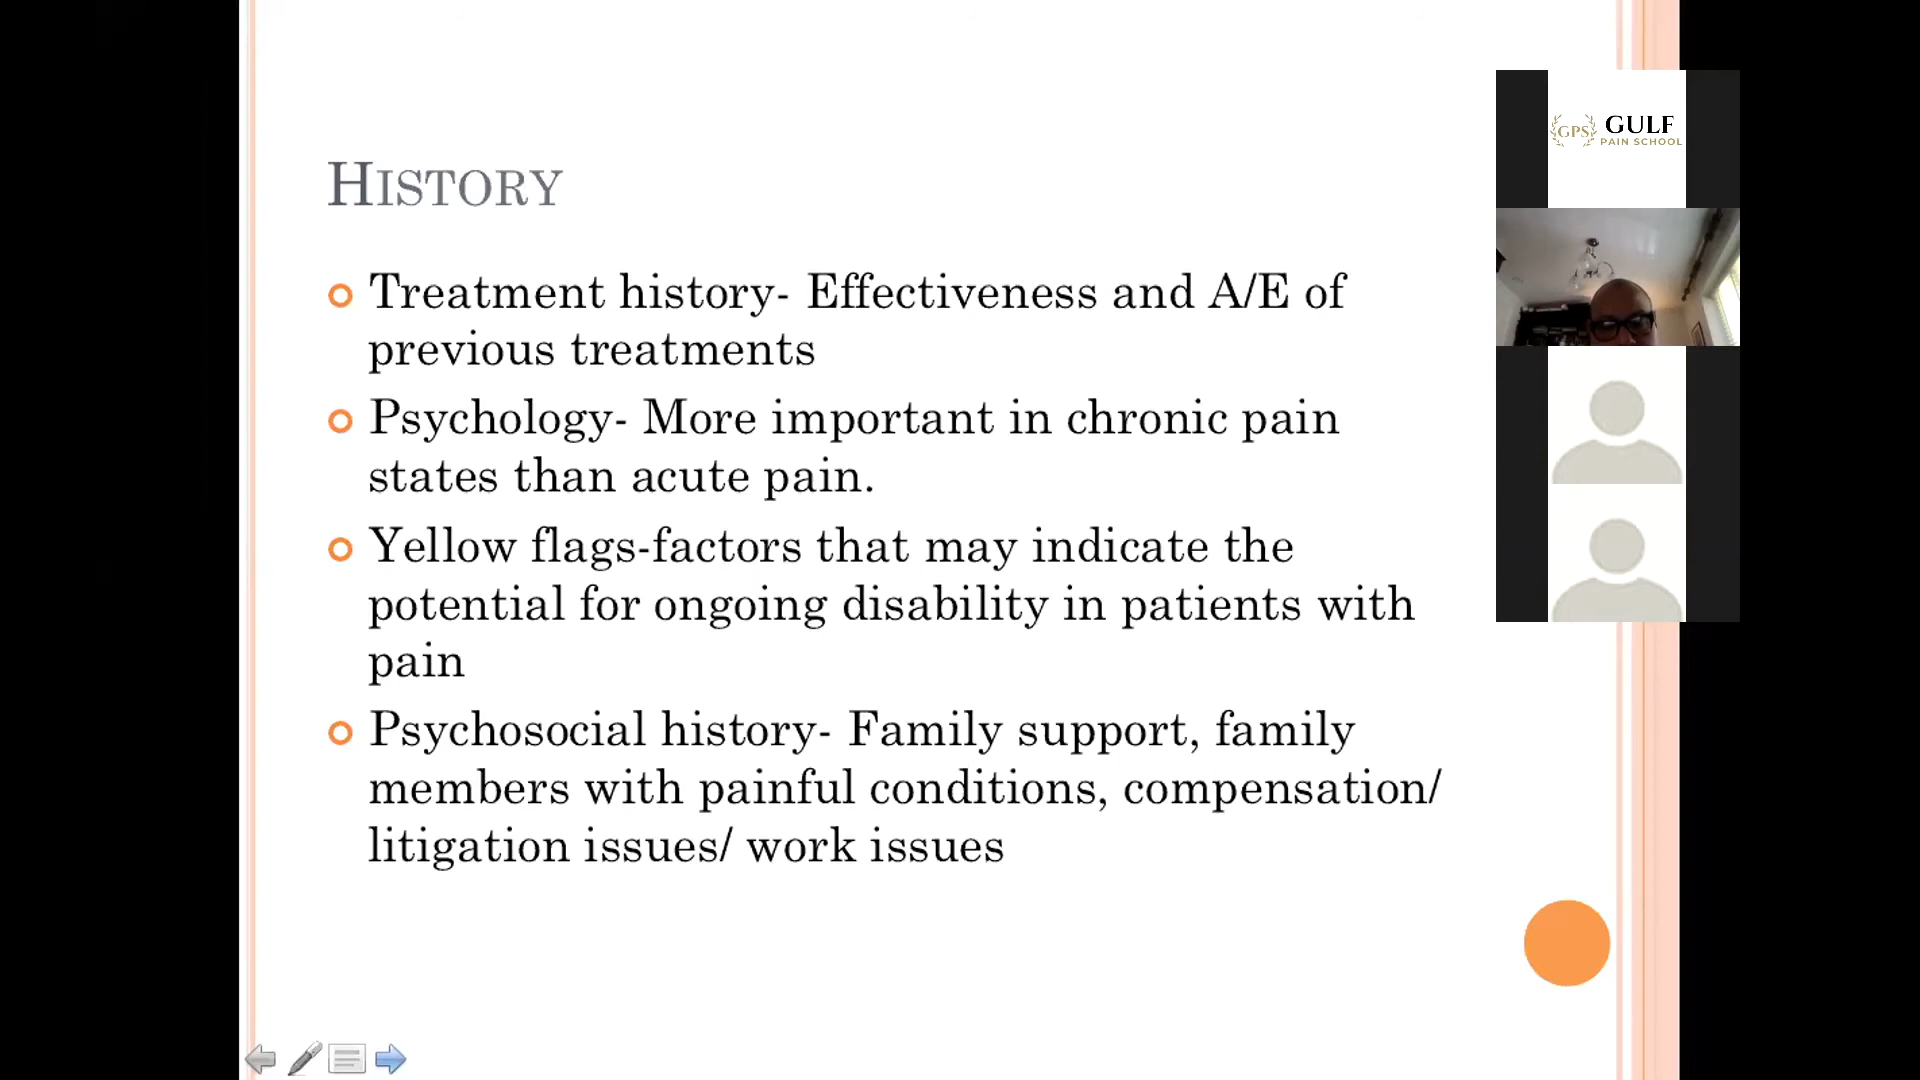 HISTORY
Treatment history- Effectiveness and A/E of
previous treatments
Psychology- More important in chronic pain
states than acute pain.
Yellow flags-factors that may indicate the
potential for ongoing disability in patients with
pain
Psychosocial history- Family support, family
members with painful conditions, compensation/
litigation issues/ work issues
GPS GULF
PAIN SCHOOL